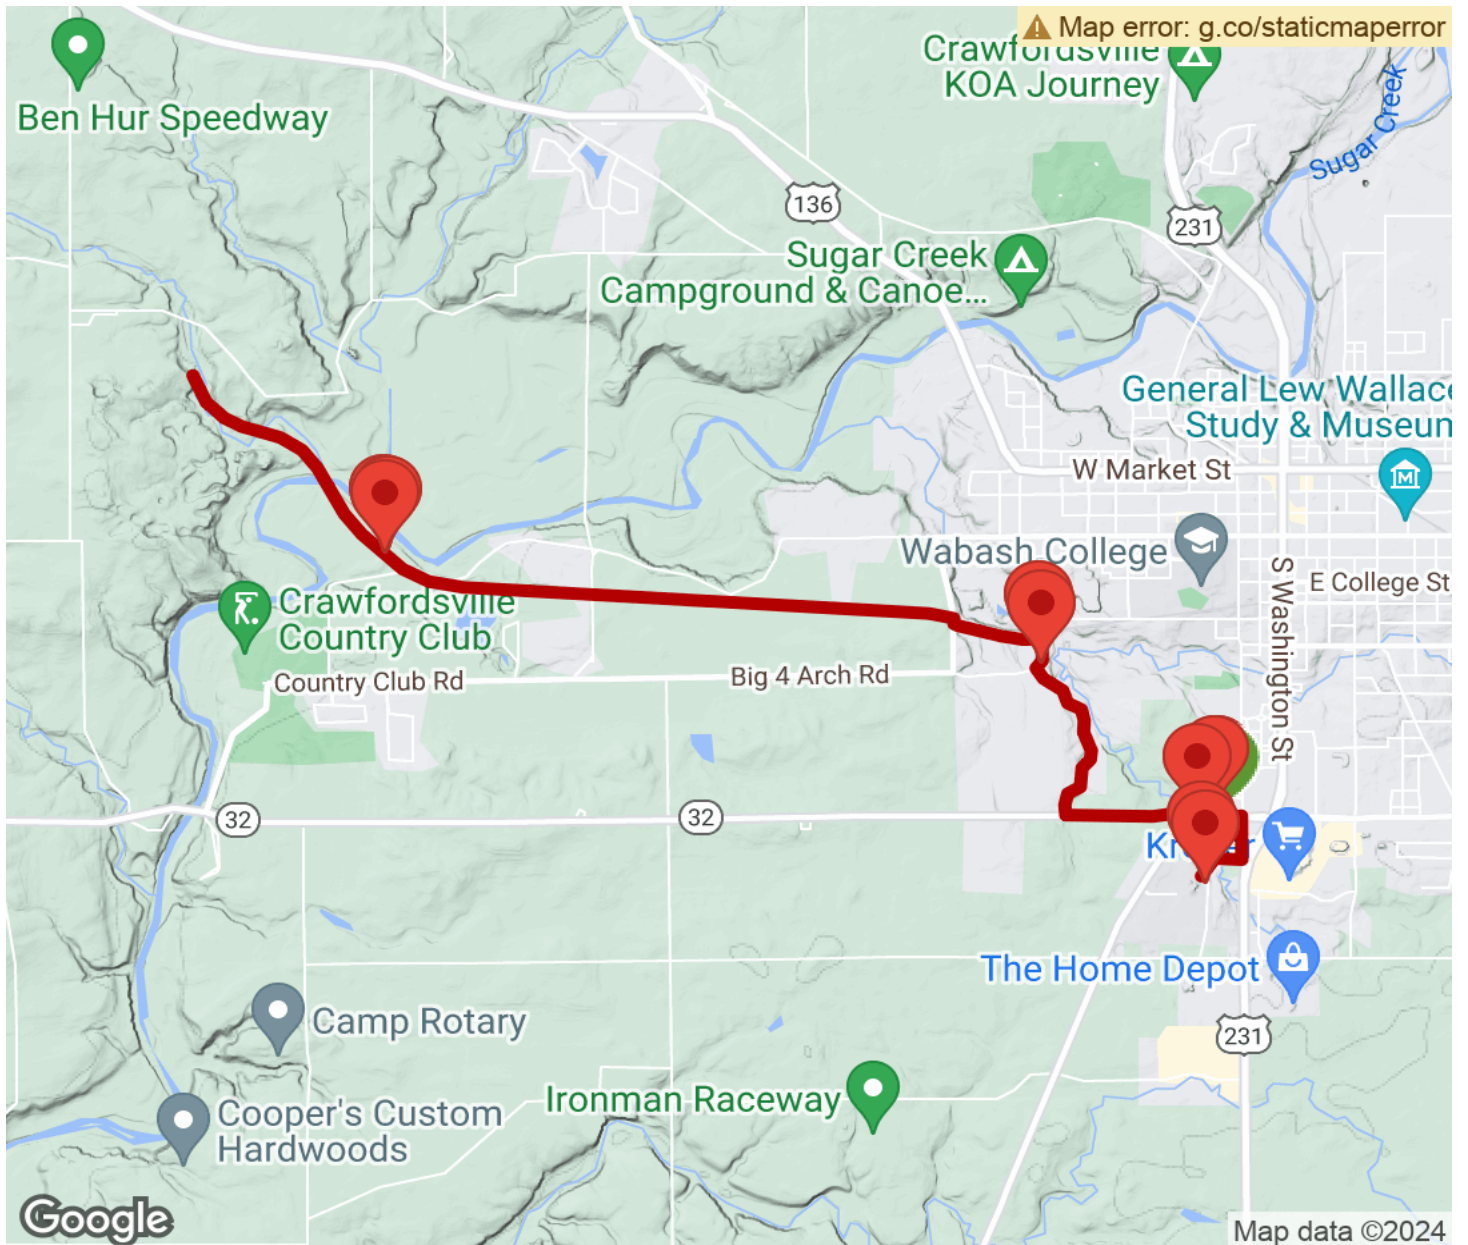 Map error: g.co/staticmaperror
Crawfordsville
KOA Journey
Ben Hur Speedway
Sugar Creek
136
231
Sugar Creek
Campground & Canoe...
General Lew Wallace
Study & Museum
W Market St
Wabash College
S Washington St
E College St
Crawfordsville
Country Club
Country Club Rd
Big 4 Arch Rd
32
32
The Home Depot
Camp Rotary
231
Ironman Raceway
Cooper's Custom
Hardwoods
Google
Map data ©2024